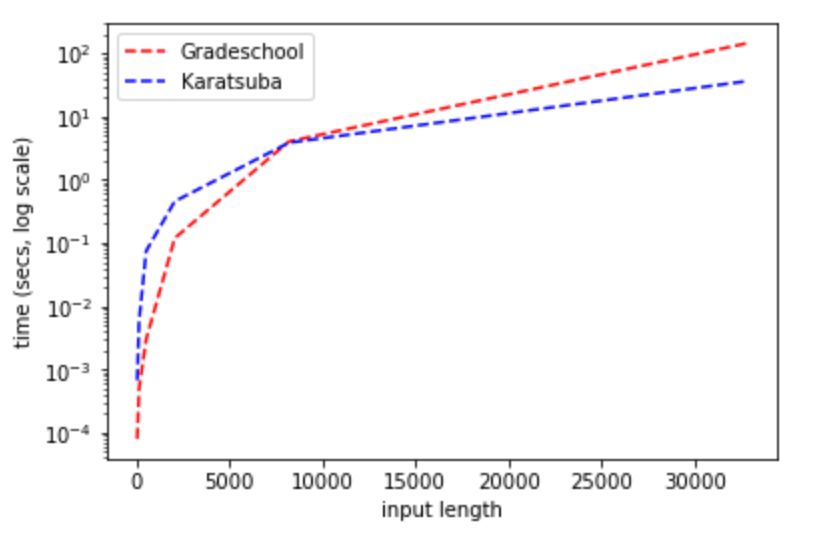 Gradeschool
Karatsuba
10²
10¹
10⁰
10⁻¹
10⁻²
10⁻³
10⁻⁴
time (secs, log scale)
0 5000 10000 15000 20000 25000 30000
input length